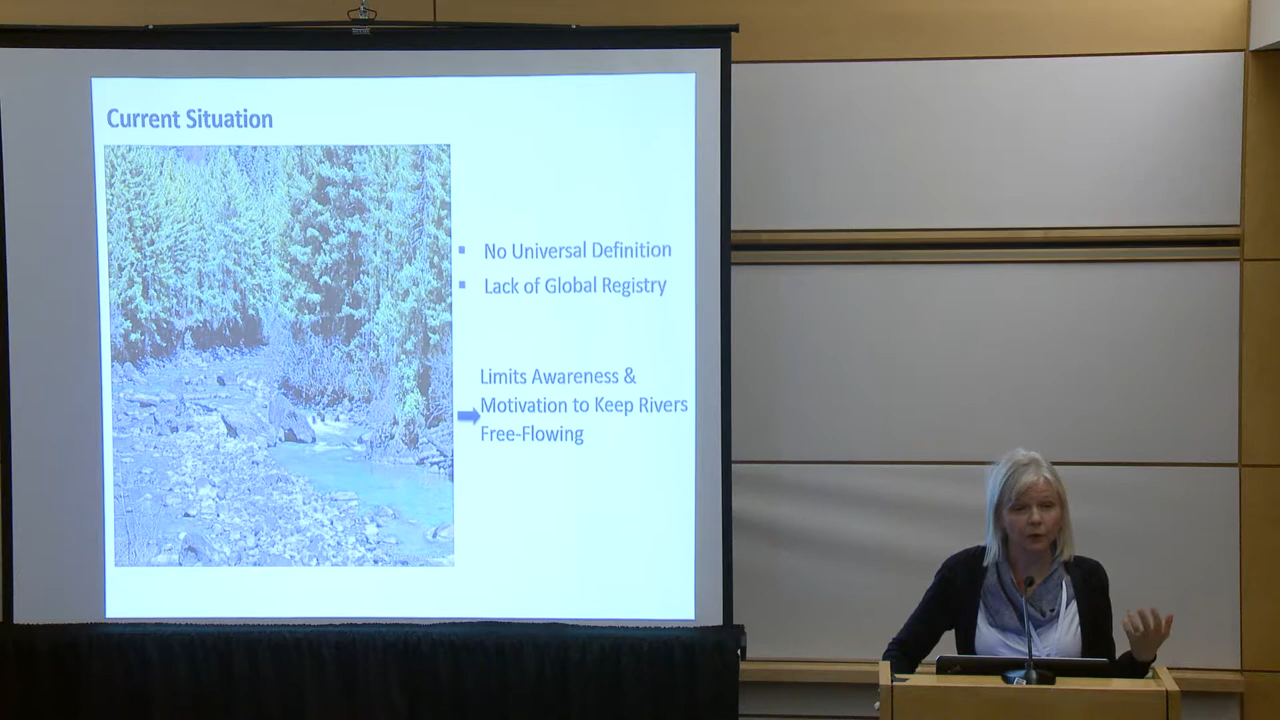 Current Situation
No Universal Definition
Lack of Global Registry
Limits Awareness &
Motivation to Keep Rivers
Free-Flowing